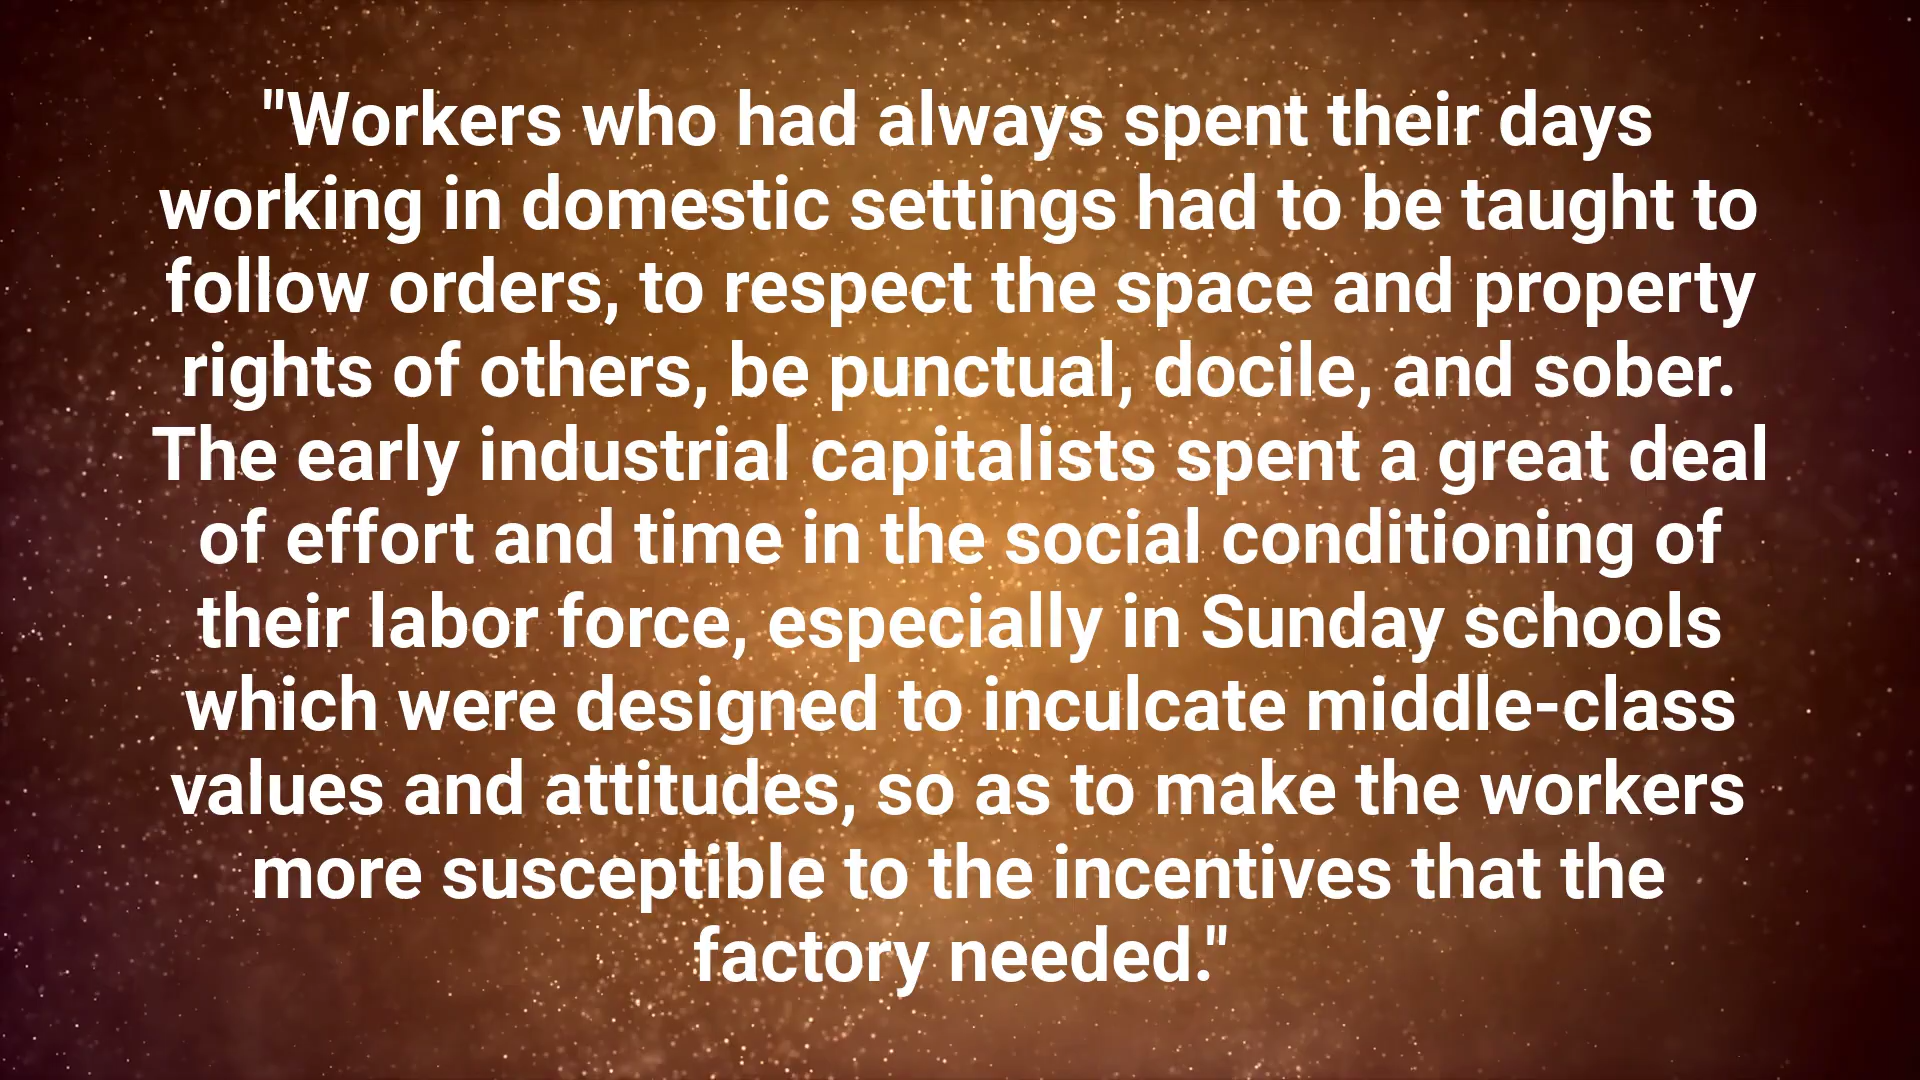 "Workers who had always spent their days
working in domestic settings had to be taught to
follow orders, to respect the space and property
rights of others, be punctual, docile, and sober.
The early industrial capitalists spent a great deal
of effort and time in the social conditioning of
their labor force, especially in Sunday schools
which were designed to inculcate middle-class
values and attitudes, so as to make the workers
more susceptible to the incentives that the
factory needed."